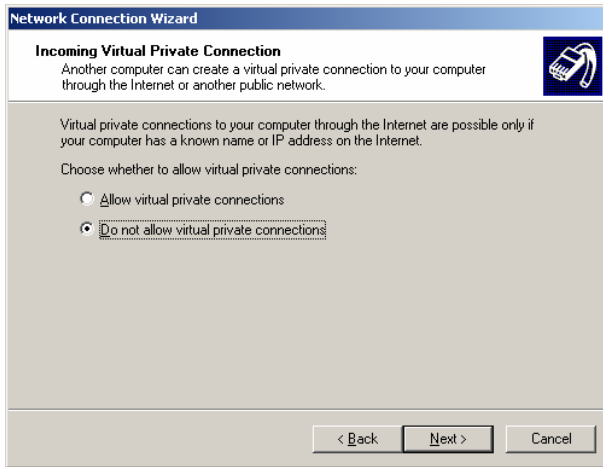 Network Connection Wizard
Incoming Virtual Private Connection
Another computer can create a virtual private connection to your computer
through the Internet or another public network.
Virtual private connections to your computer through the Internet are possible only if
your computer has a known name or IP address on the Internet.
Choose whether to allow virtual private connections:
Allow virtual private connections
Do not allow virtual private connections
< Back Next > Cancel